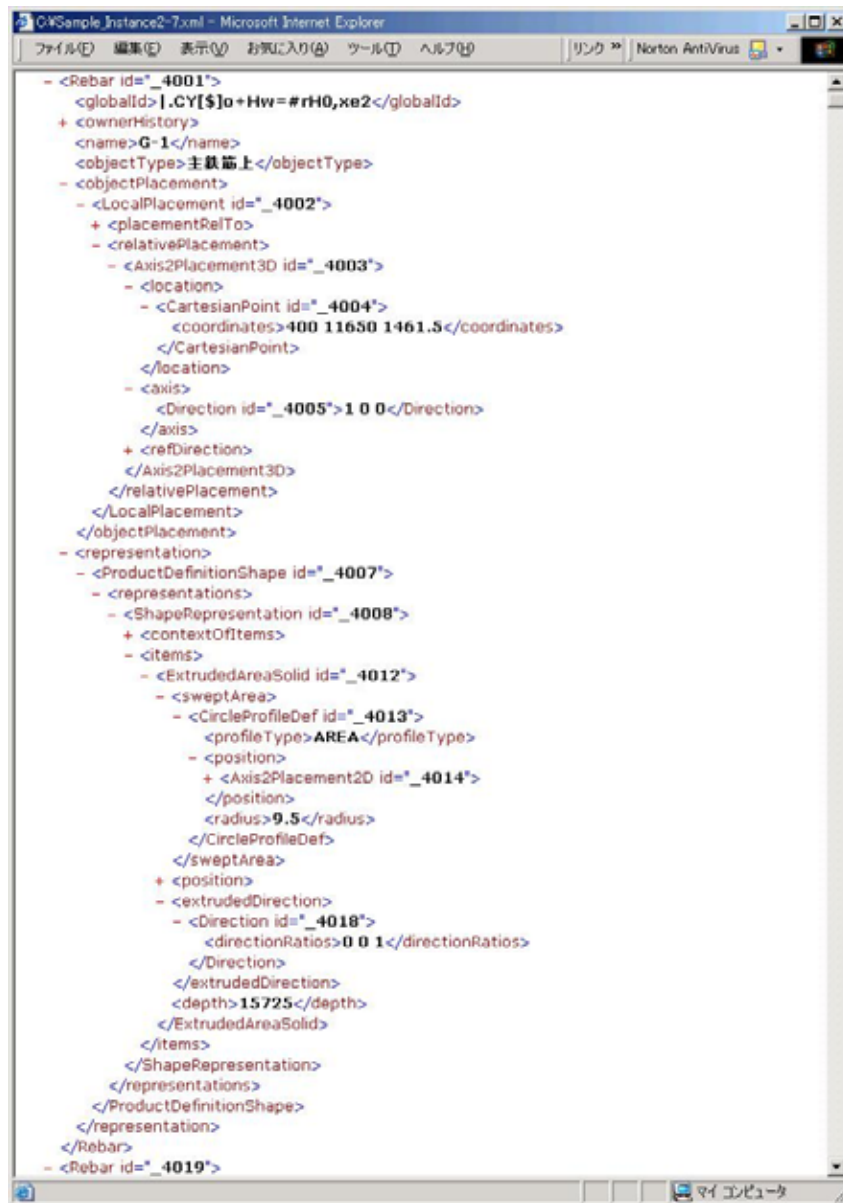 C:¥Sample_Instance2-7.xml - Microsoft Internet Explorer
ファイル(F) 編集(E) 表示(V) お気に入り(A) ツール(T) ヘルプ(H) リンク » Norton AntiVirus
- <Rebar id="_4001">
<globalId>|.CY[$]o+Hw=#rH0,xe2</globalId>
+ <ownerHistory>
<name>G-1</name>
<objectType>主鉄筋上</objectType>
- <objectPlacement>
- <LocalPlacement id="_4002">
+ <placementRelTo>
- <relativePlacement>
- <Axis2Placement3D id="_4003">
- <location>
- <CartesianPoint id="_4004">
<coordinates>400 11650 1461.5</coordinates>
</CartesianPoint>
</location>
- <axis>
<Direction id="_4005">1 0 0</Direction>
</axis>
+ <refDirection>
</Axis2Placement3D>
</relativePlacement>
</LocalPlacement>
</objectPlacement>
- <representation>
- <ProductDefinitionShape id="_4007">
- <representations>
- <ShapeRepresentation id="_4008">
+ <contextOfItems>
- <items>
- <ExtrudedAreaSolid id="_4012">
- <sweptArea>
- <CircleProfileDef id="_4013">
<profileType>AREA</profileType>
- <position>
+ <Axis2Placement2D id="_4014">
</position>
<radius>9.5</radius>
</CircleProfileDef>
</sweptArea>
+ <position>
- <extrudedDirection>
- <Direction id="_4018">
<directionRatios>0 0 1</directionRatios>
</Direction>
</extrudedDirection>
<depth>15725</depth>
</ExtrudedAreaSolid>
</items>
</ShapeRepresentation>
</representations>
</ProductDefinitionShape>
</representation>
</Rebar>
- <Rebar id="_4019">
マイ コンピュータ